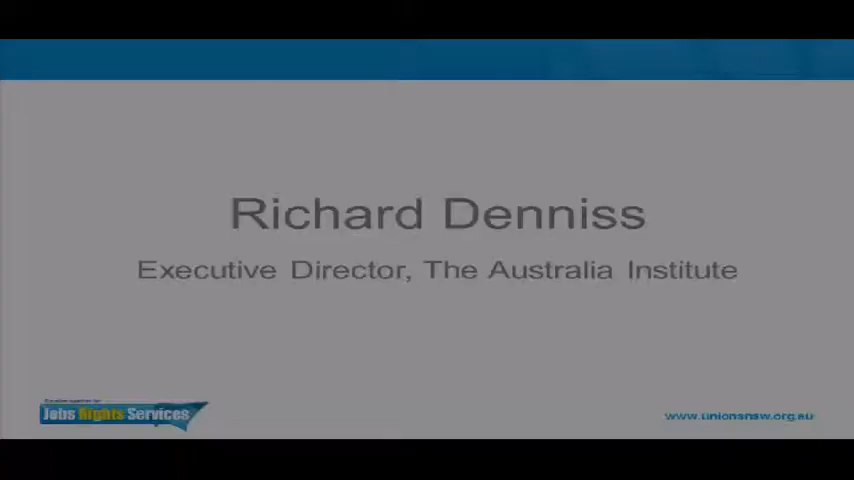 Richard Denniss
Executive Director, The Australia Institute
Jobs Rights Services
www.unionsnsw.org.au